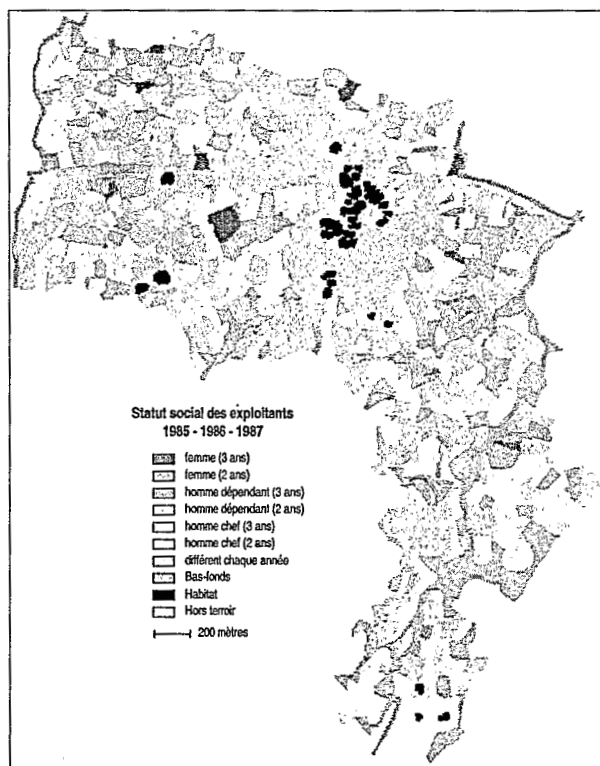 Statut social des exploitants
1985 - 1986 - 1987
femme (3 ans)
femme (2 ans)
homme dépendant (3 ans)
homme dépendant (2 ans)
homme chef (3 ans)
homme chef (2 ans)
différent chaque année
Bas-fonds
Habitat
Hors terroir
200 mètres